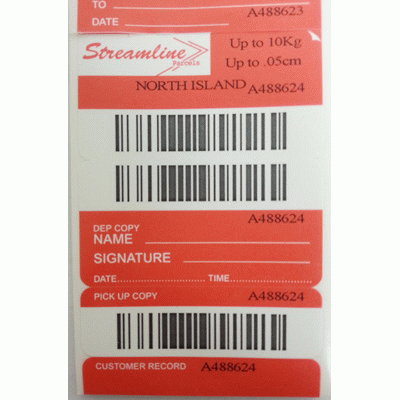 TO
A488623
DATE
Streamline
Parcels
Up to 10Kg
Up to .05cm
NORTH ISLAND A488624
A488624
DEP COPY
NAME
SIGNATURE
DATE TIME
PICK UP COPY A488624
CUSTOMER RECORD A488624